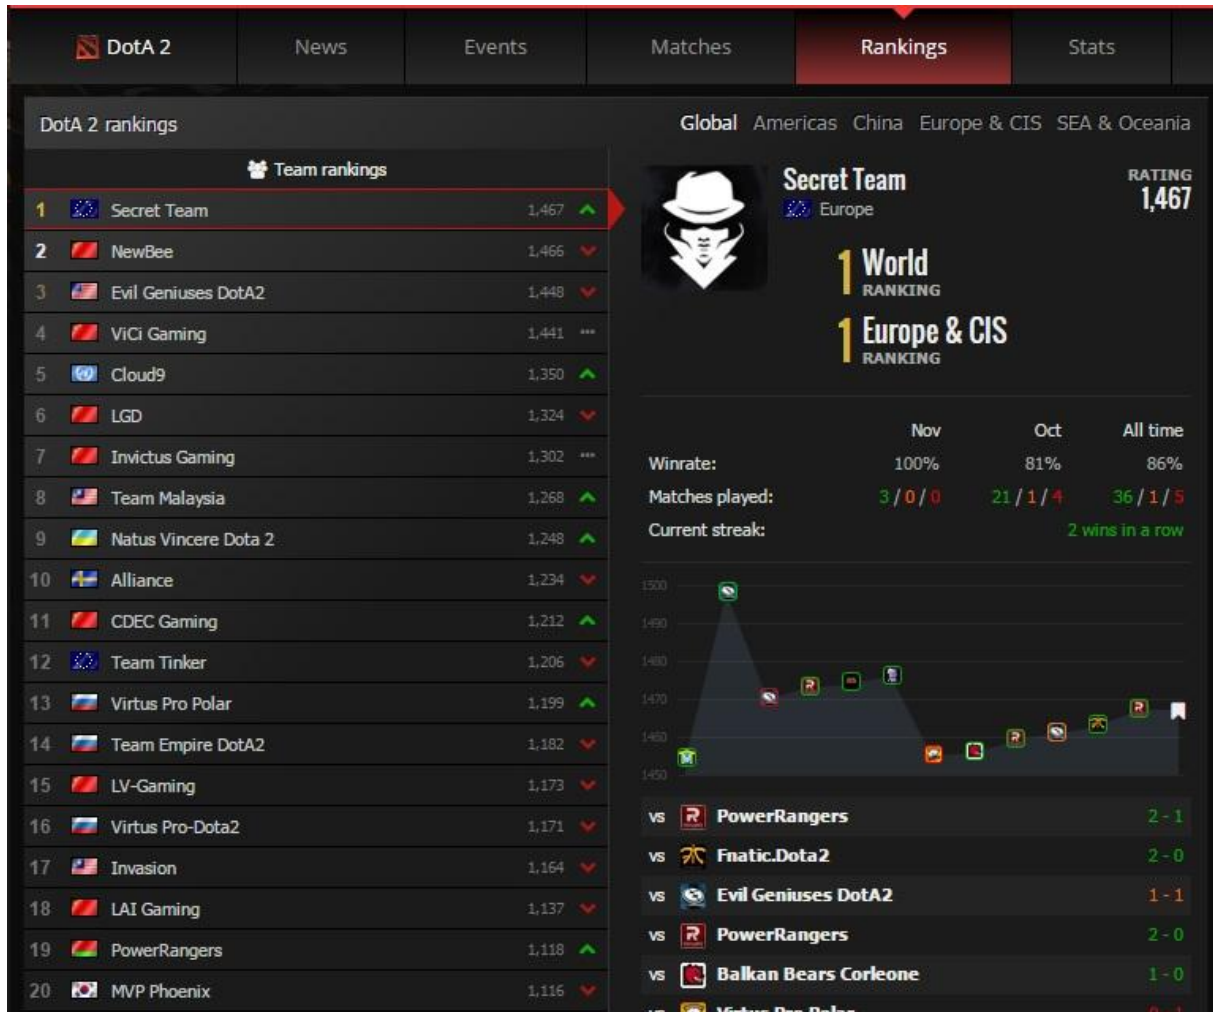 DotA 2 News Events Matches Rankings Stats
DotA 2 rankings
Global Americas China Europe & CIS SEA & Oceania
Team rankings
1 Secret Team 1,467
2 NewBee 1,466
3 Evil Geniuses DotA2 1,448
4 ViCi Gaming 1,441
5 Cloud9 1,350
6 LGD 1,324
7 Invictus Gaming 1,302
8 Team Malaysia 1,268
9 Natus Vincere Dota 2 1,248
10 Alliance 1,234
11 CDEC Gaming 1,212
12 Team Tinker 1,206
13 Virtus Pro Polar 1,199
14 Team Empire DotA2 1,182
15 LV-Gaming 1,173
16 Virtus Pro-Dota2 1,171
17 Invasion 1,164
18 LAI Gaming 1,137
19 PowerRangers 1,118
20 MVP Phoenix 1,116
Secret Team
Europe
RATING
1,467
1 World
RANKING
1 Europe & CIS
RANKING
Nov Oct All time
Winrate: 100% 81% 86%
Matches played: 3 / 0 / 0 21 / 1 / 4 36 / 1 / 5
Current streak: 2 wins in a row
1500
1490
1480
1470
1460
1450
vs PowerRangers 2 - 1
vs Fnatic.Dota2 2 - 0
vs Evil Geniuses DotA2 1 - 1
vs PowerRangers 2 - 0
vs Balkan Bears Corleone 1 - 0
vs Virtus Pro Polar 0 - 1